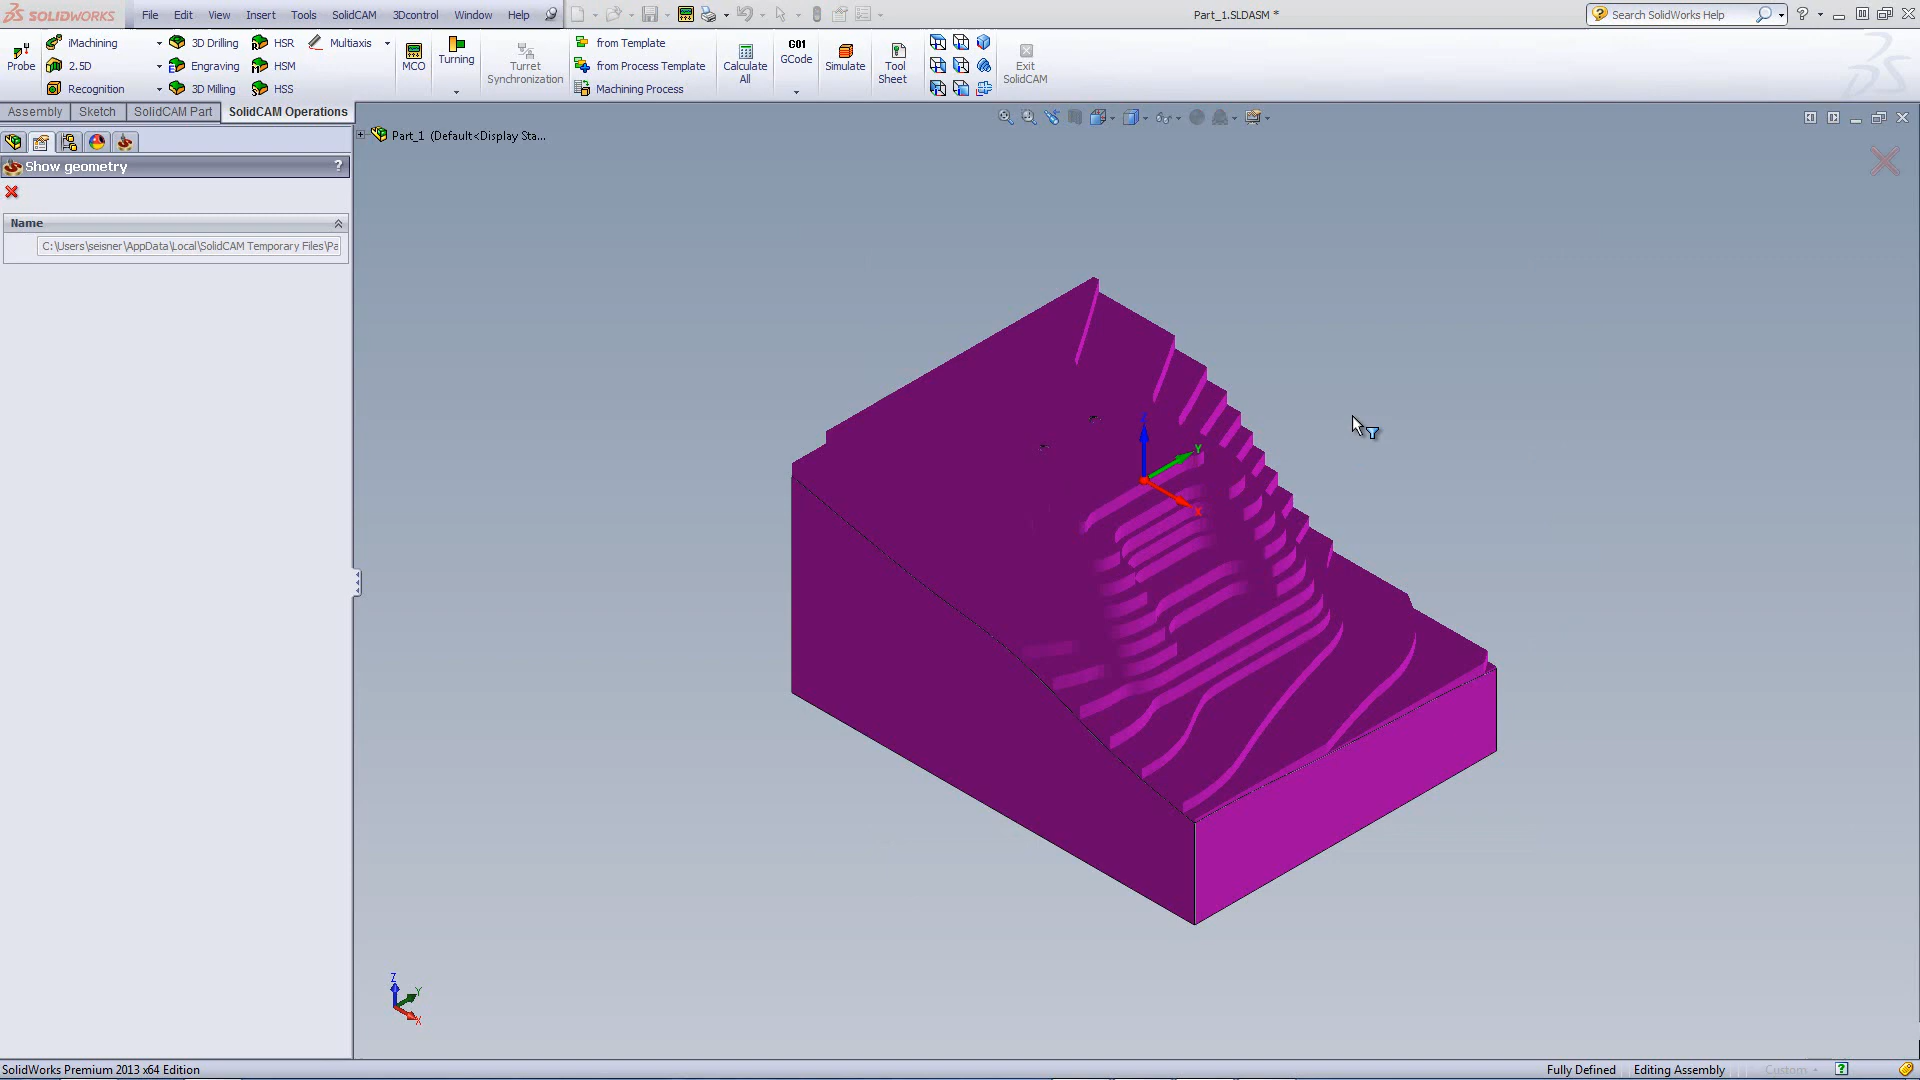 SOLIDWORKS File Edit View Insert Tools SolidCAM 3Dcontrol Window Help Part_1.SLDASM * Search SolidWorks Help
iMachining 3D Drilling HSR Multiaxis from Template
Probe 2.5D Engraving HSM MCO Turning Turret Synchronization from Process Template Calculate All G01 GCode Simulate Tool Sheet Exit SolidCAM
Recognition 3D Milling HSS Machining Process
Assembly Sketch SolidCAM Part SolidCAM Operations
Part_1 (Default<Display Sta...
Show geometry ?
Name
C:\Users\seisner\AppData\Local\SolidCAM Temporary Files\Pa
Z
Y
X
Z
Y
X
SolidWorks Premium 2013 x64 Edition Fully Defined Editing Assembly Custom